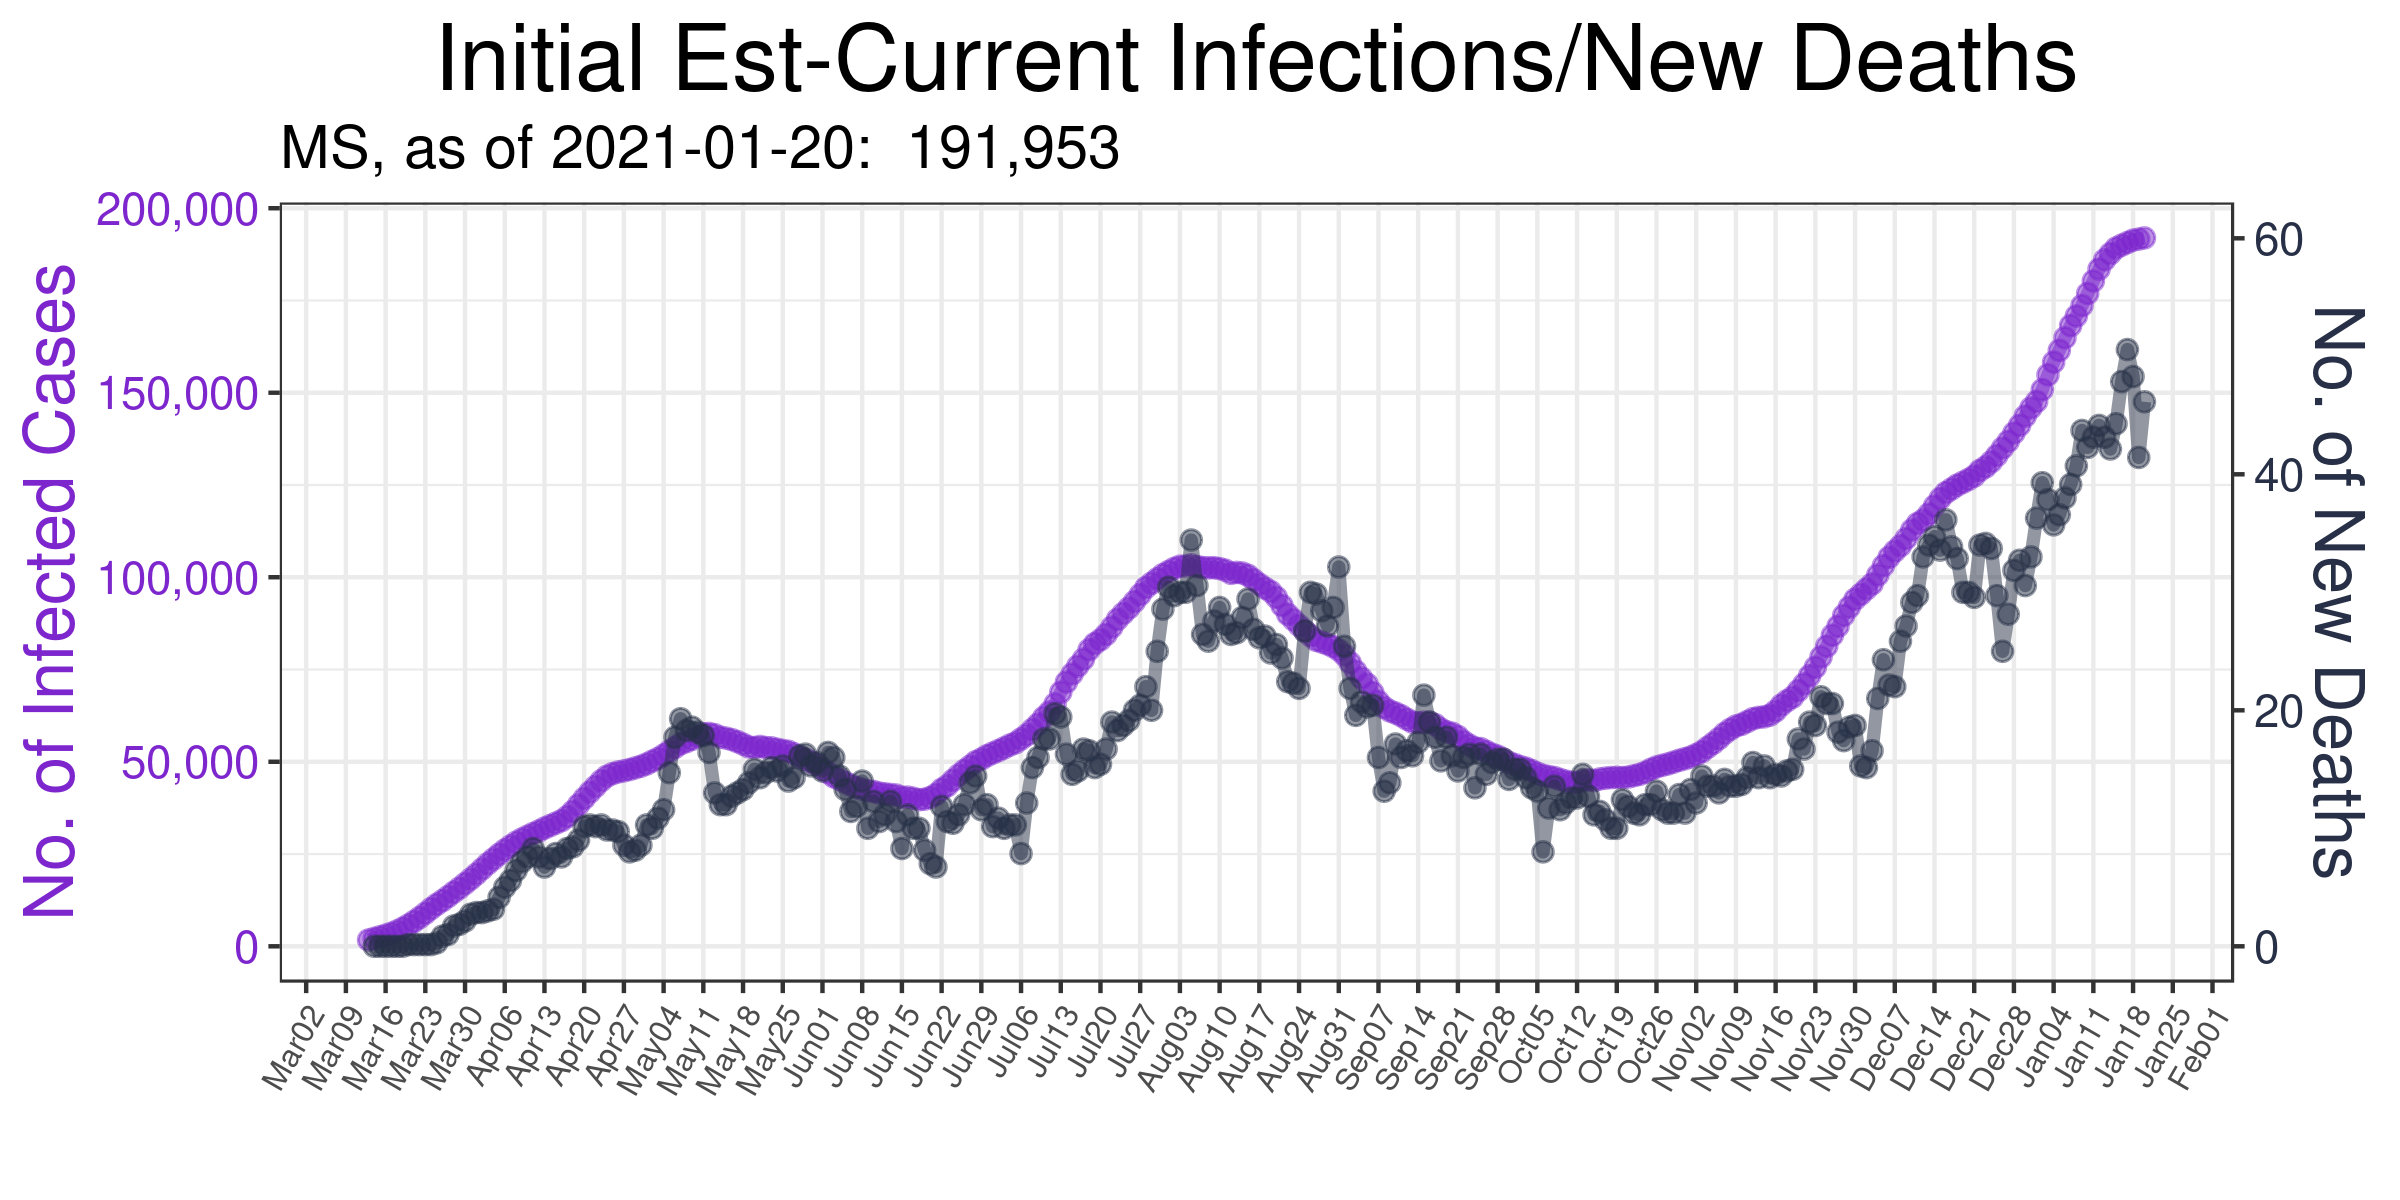 Initial Est-Current Infections/New Deaths
MS, as of 2021-01-20:  191,953
No. of Infected Cases
200,000
150,000
100,000
50,000
0
60
40
20
0
No. of New Deaths
Mar02
Mar09
Mar16
Mar23
Mar30
Apr06
Apr13
Apr20
Apr27
May04
May11
May18
May25
Jun01
Jun08
Jun15
Jun22
Jun29
Jul06
Jul13
Jul20
Jul27
Aug03
Aug10
Aug17
Aug24
Aug31
Sep07
Sep14
Sep21
Sep28
Oct05
Oct12
Oct19
Oct26
Nov02
Nov09
Nov16
Nov23
Nov30
Dec07
Dec14
Dec21
Dec28
Jan04
Jan11
Jan18
Jan25
Feb01